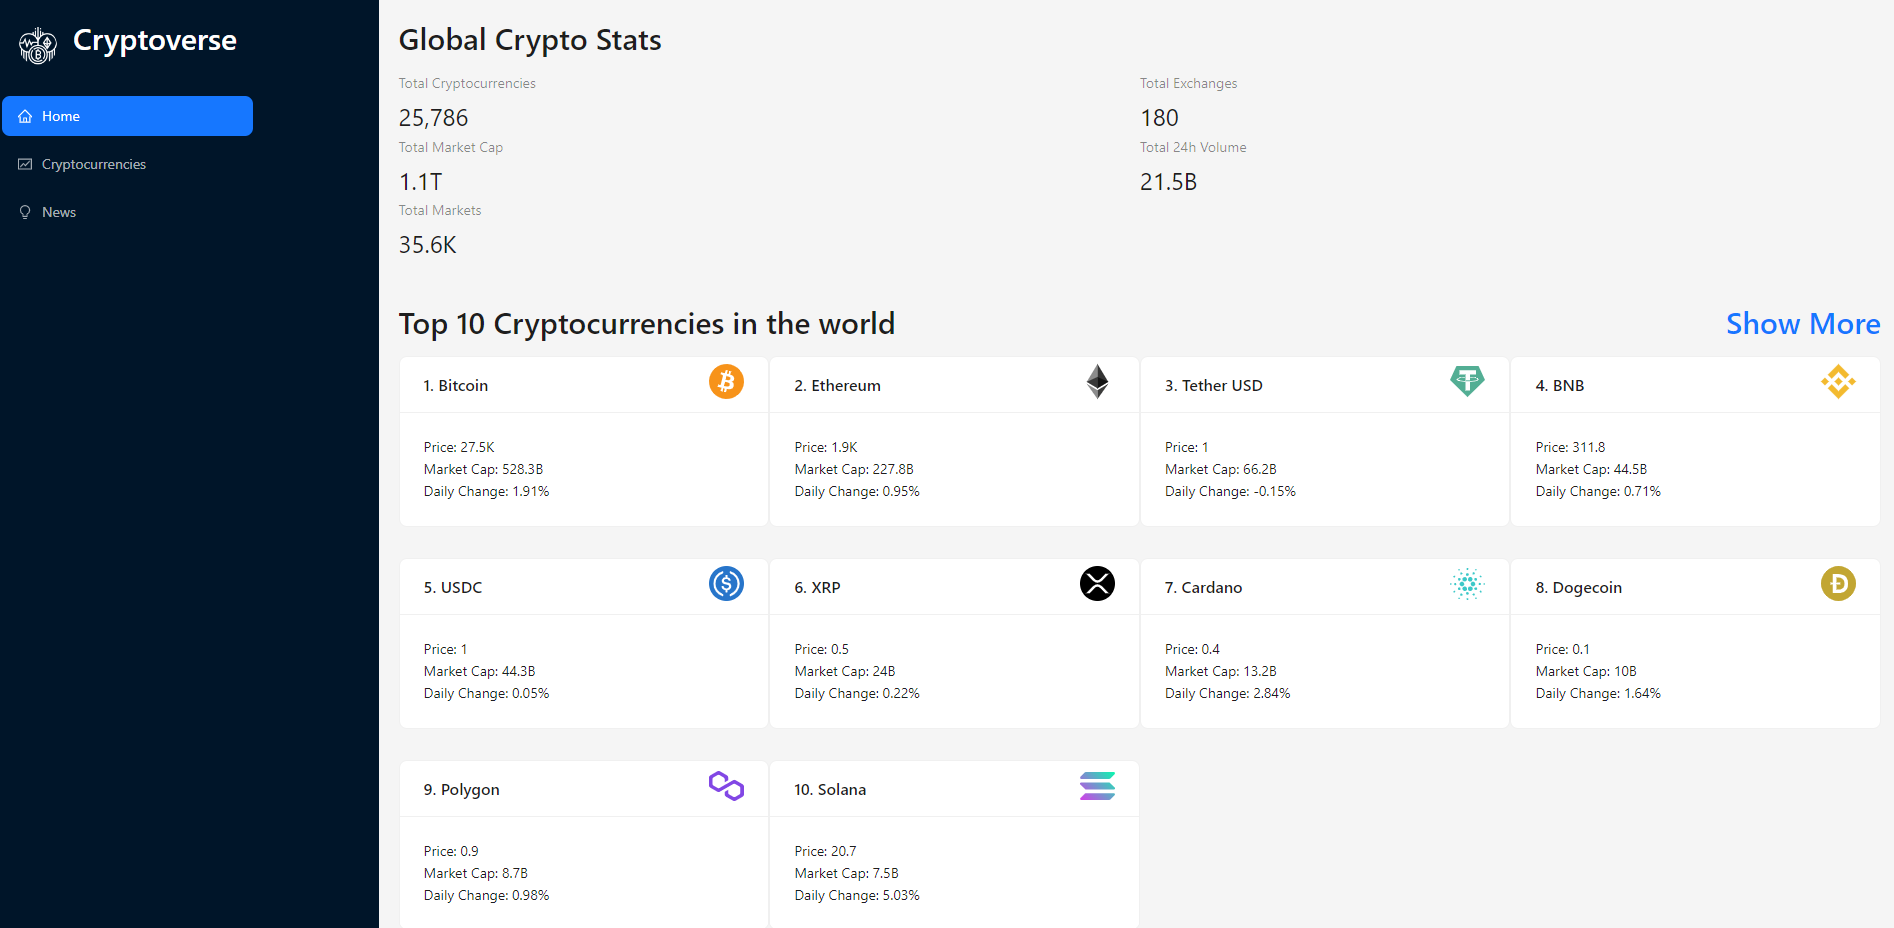 Cryptoverse
Home
Cryptocurrencies
News
Global Crypto Stats
Total Cryptocurrencies
25,786
Total Exchanges
180
Total Market Cap
1.1T
Total 24h Volume
21.5B
Total Markets
35.6K
Top 10 Cryptocurrencies in the world
Show More
1. Bitcoin
Price: 27.5K
Market Cap: 528.3B
Daily Change: 1.91%
2. Ethereum
Price: 1.9K
Market Cap: 227.8B
Daily Change: 0.95%
3. Tether USD
Price: 1
Market Cap: 66.2B
Daily Change: -0.15%
4. BNB
Price: 311.8
Market Cap: 44.5B
Daily Change: 0.71%
5. USDC
Price: 1
Market Cap: 44.3B
Daily Change: 0.05%
6. XRP
Price: 0.5
Market Cap: 24B
Daily Change: 0.22%
7. Cardano
Price: 0.4
Market Cap: 13.2B
Daily Change: 2.84%
8. Dogecoin
Price: 0.1
Market Cap: 10B
Daily Change: 1.64%
9. Polygon
Price: 0.9
Market Cap: 8.7B
Daily Change: 0.98%
10. Solana
Price: 20.7
Market Cap: 7.5B
Daily Change: 5.03%